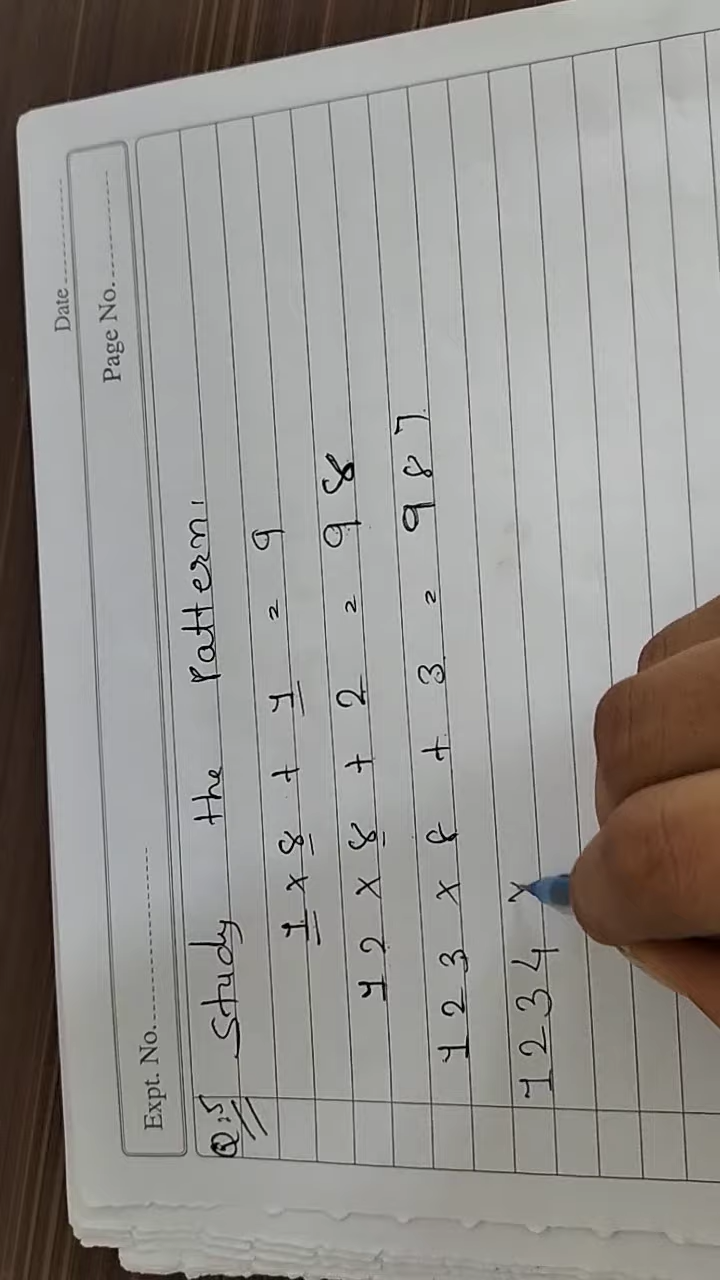 Date
Page No.
Expt. No.
Q:5 Study the Pattern.
1 × 8 + 1 = 9
12 × 8 + 2 = 98
123 × 8 + 3 = 987
1234 ×